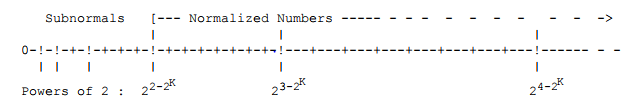 Subnormals [--- Normalized Numbers ----- - - - - - - - - - ->
0-!-!--!-+-+-+-!-+-+-+-+-+-+-+-!---+---+---+---+---+---+---+---!------ - -
Powers of 2 : 2^{2-2^K} 2^{3-2^K} 2^{4-2^K}